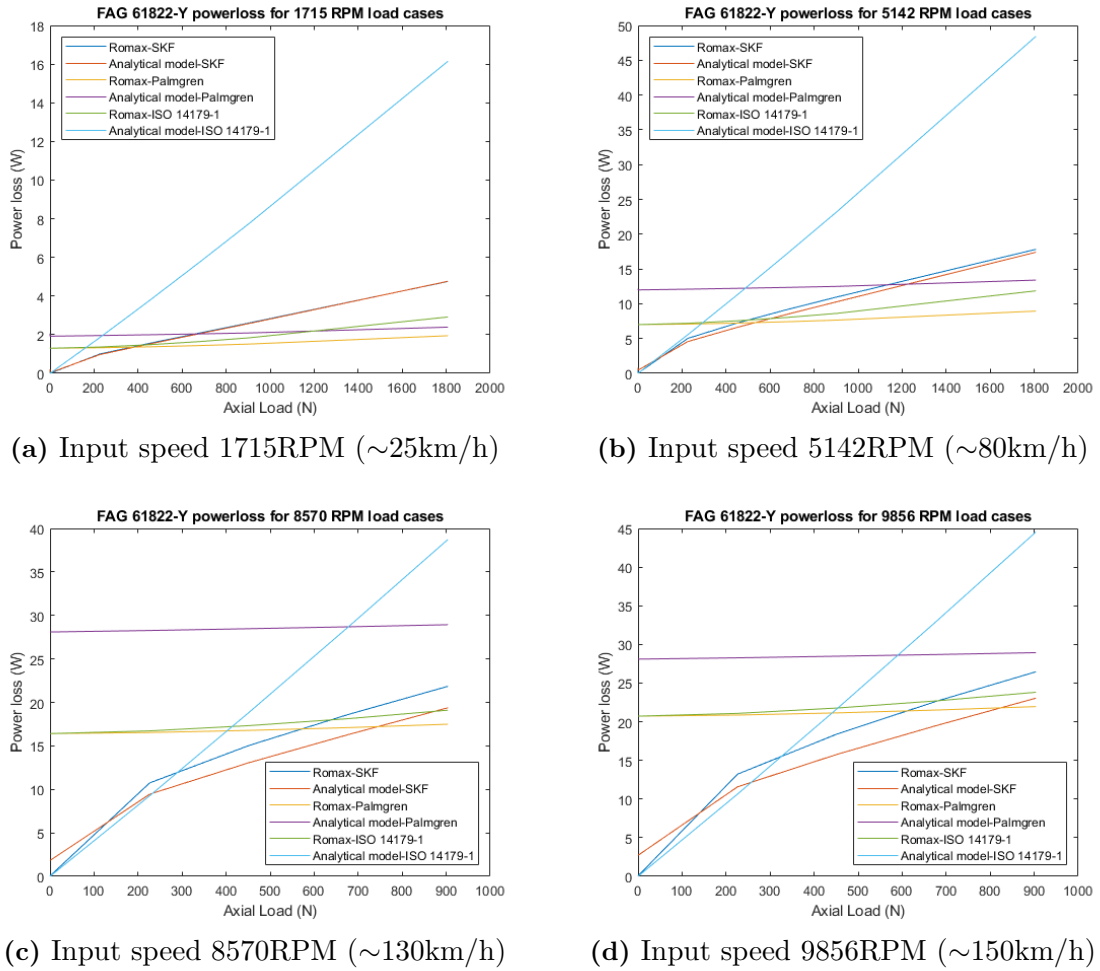 FAG 61822-Y powerloss for 1715 RPM load cases
18
16
14
12
10
8
6
4
2
0
Power loss (W)
Romax-SKF
Analytical model-SKF
Romax-Palmgren
Analytical model-Palmgren
Romax-ISO 14179-1
Analytical model-ISO 14179-1
0 200 400 600 800 1000 1200 1400 1600 1800 2000
Axial Load (N)
(a) Input speed 1715RPM (~25km/h)
FAG 61822-Y powerloss for 5142 RPM load cases
50
45
40
35
30
25
20
15
10
5
0
Power loss (W)
Romax-SKF
Analytical model-SKF
Romax-Palmgren
Analytical model-Palmgren
Romax-ISO 14179-1
Analytical model-ISO 14179-1
0 200 400 600 800 1000 1200 1400 1600 1800 2000
Axial Load (N)
(b) Input speed 5142RPM (~80km/h)
FAG 61822-Y powerloss for 8570 RPM load cases
40
35
30
25
20
15
10
5
0
Power loss (W)
Romax-SKF
Analytical model-SKF
Romax-Palmgren
Analytical model-Palmgren
Romax-ISO 14179-1
Analytical model-ISO 14179-1
0 100 200 300 400 500 600 700 800 900 1000
Axial Load (N)
(c) Input speed 8570RPM (~130km/h)
FAG 61822-Y powerloss for 9856 RPM load cases
45
40
35
30
25
20
15
10
5
0
Power loss (W)
Romax-SKF
Analytical model-SKF
Romax-Palmgren
Analytical model-Palmgren
Romax-ISO 14179-1
Analytical model-ISO 14179-1
0 100 200 300 400 500 600 700 800 900 1000
Axial Load (N)
(d) Input speed 9856RPM (~150km/h)